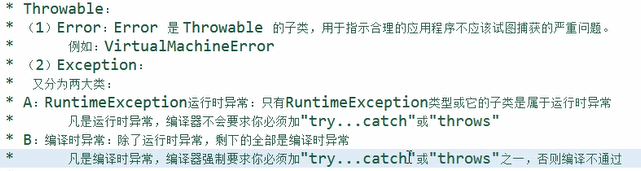 * Throwable:
* （1）Error：Error 是 Throwable 的子类，用于指示合理的应用程序不应该试图捕获的严重问题。
* 例如：VirtualMachineError
* （2）Exception：
* 又分为两大类：
* A：RuntimeException运行时异常：只有RuntimeException类型或它的子类是属于运行时异常
* 凡是运行时异常，编译器不会要求你必须加"try...catch"或"throws"
* B：编译时异常：除了运行时异常，剩下的全部是编译时异常
* 凡是编译时异常，编译器强制要求你必须加"try...catch"或"throws"之一，否则编译不通过